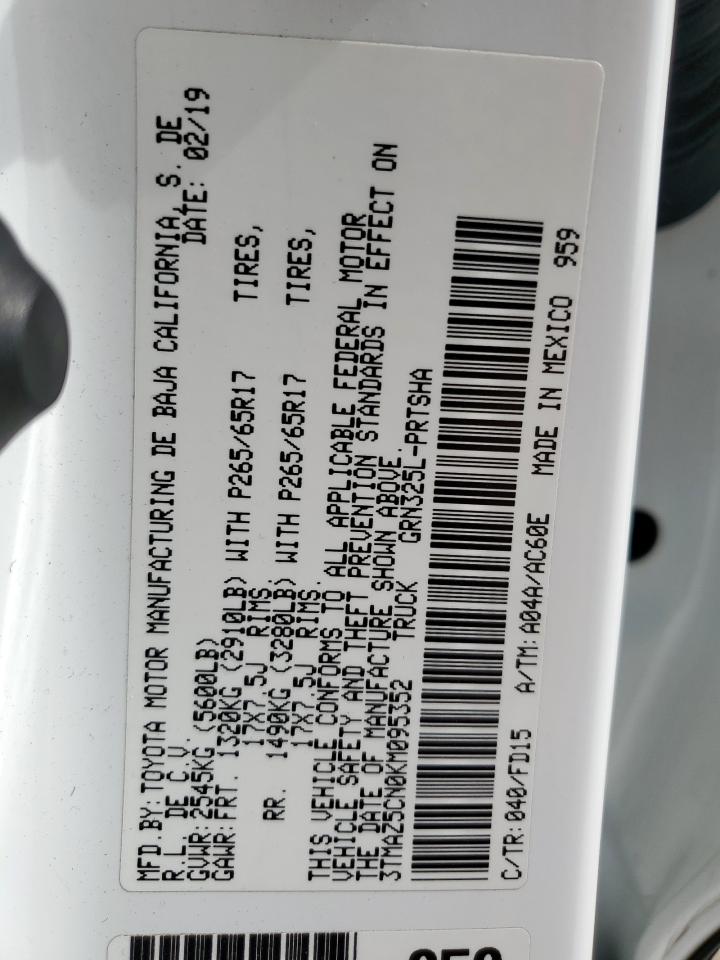 MFD.BY:TOYOTA MOTOR MANUFACTURING DE BAJA CALIFORNIA, S. DE
R.L. DE C.V. DATE: 02/19
GVWR:2545KG (5600LB)
GAWR:FRT. 1320KG (2910LB) WITH P265/65R17 TIRES,
17X7.5J RIMS.
RR. 1490KG (3280LB) WITH P265/65R17 TIRES,
17X7.5J RIMS.
THIS VEHICLE CONFORMS TO ALL APPLICABLE FEDERAL MOTOR
VEHICLE SAFETY AND THEFT PREVENTION STANDARDS IN EFFECT ON
THE DATE OF MANUFACTURE SHOWN ABOVE.
3TMAZ5CN0KM095352 TRUCK GRN325L-PRTSHA
C/TR:040/FD15 A/TM:A04A/AC60E MADE IN MEXICO 959